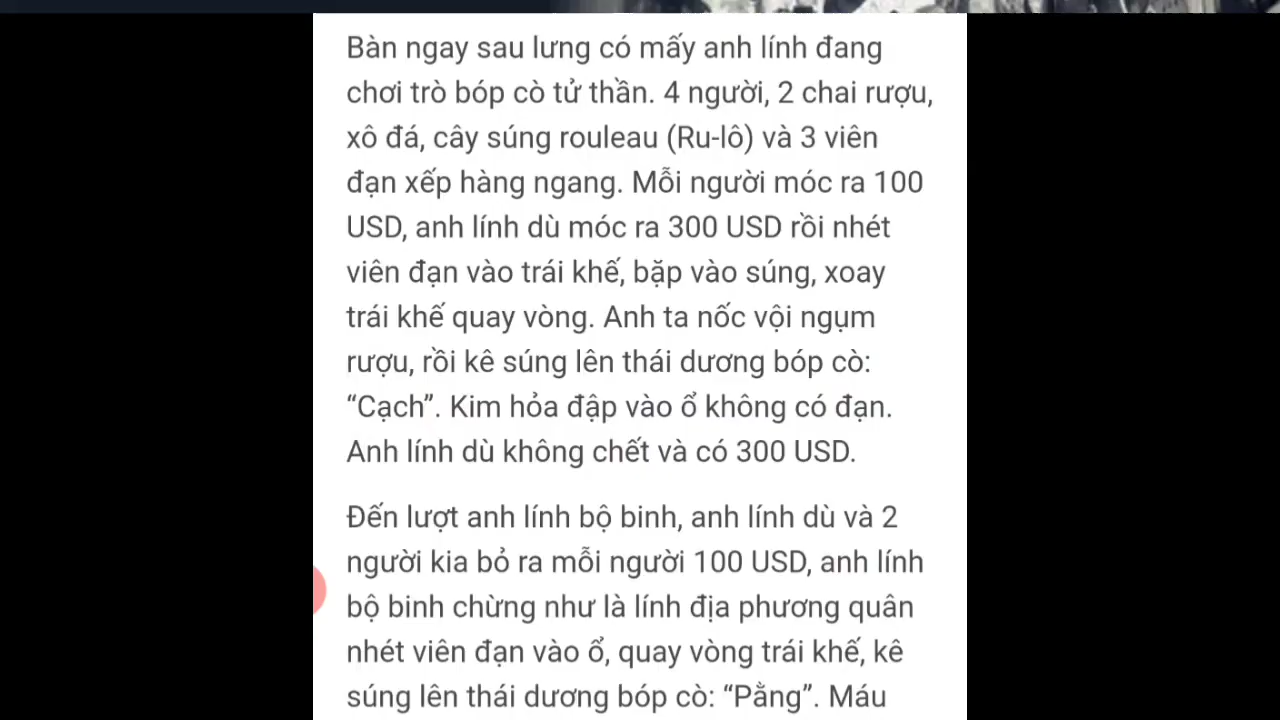 Bàn ngay sau lưng có mấy anh lính đang
chơi trò bóp cò tử thần. 4 người, 2 chai rượu,
xô đá, cây súng rouleau (Ru-lô) và 3 viên
đạn xếp hàng ngang. Mỗi người móc ra 100
USD, anh lính dù móc ra 300 USD rồi nhét
viên đạn vào trái khế, bặp vào súng, xoay
trái khế quay vòng. Anh ta nốc vội ngụm
rượu, rồi kê súng lên thái dương bóp cò:
“Cạch”. Kim hỏa đập vào ổ không có đạn.
Anh lính dù không chết và có 300 USD.
Đến lượt anh lính bộ binh, anh lính dù và 2
người kia bỏ ra mỗi người 100 USD, anh lính
bộ binh chừng như là lính địa phương quân
nhét viên đạn vào ổ, quay vòng trái khế, kê
súng lên thái dương bóp cò: “Pằng”. Máu